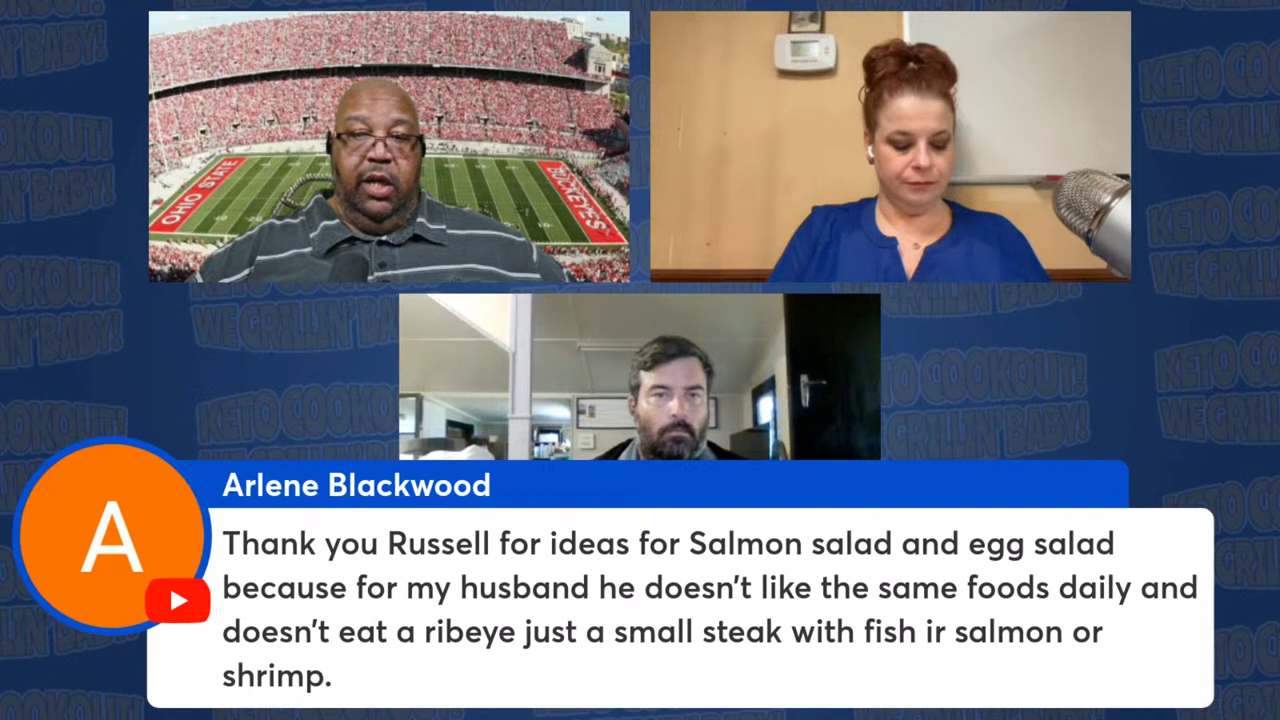 KETO COOKOUT!
WE GRILLIN' BABY!
OHIO STATE
BUCKEYES
A
Arlene Blackwood
Thank you Russell for ideas for Salmon salad and egg salad
because for my husband he doesn't like the same foods daily and
doesn't eat a ribeye just a small steak with fish ir salmon or
shrimp.